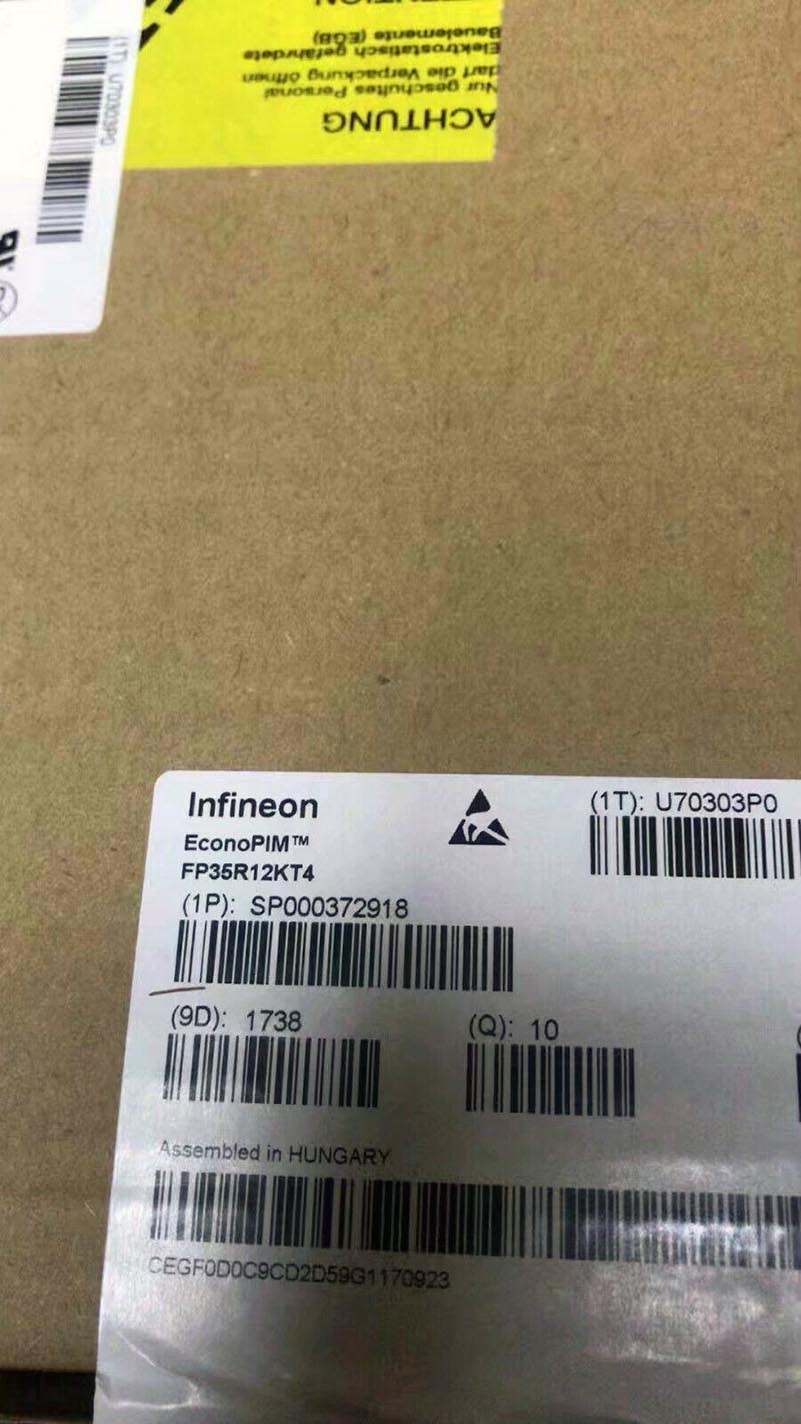 (1T) U70303P0
ACHTUNG
Nur geschultes Personal
darf die Verpackung öffnen
Elektrostatisch gefährdete
Bauelemente (EGB)
Infineon
EconoPIM™
FP35R12KT4
(1P): SP000372918
(1T): U70303P0
(9D): 1738
(Q): 10
Assembled in HUNGARY
CEGF0D0C9CD2D59G1170923